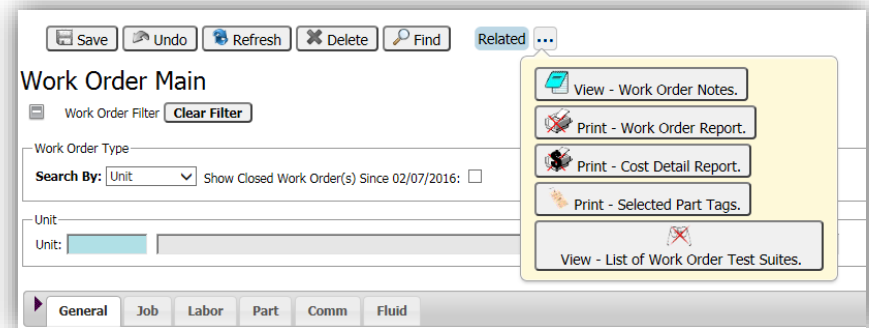 Save Undo Refresh Delete Find Related ...
View - Work Order Notes.
Work Order Main
Work Order Filter Clear Filter
Print - Work Order Report.
Work Order Type
Search By: Unit Show Closed Work Order(s) Since 02/07/2016:
Print - Cost Detail Report.
Print - Selected Part Tags.
Unit
Unit:
View - List of Work Order Test Suites.
General Job Labor Part Comm Fluid